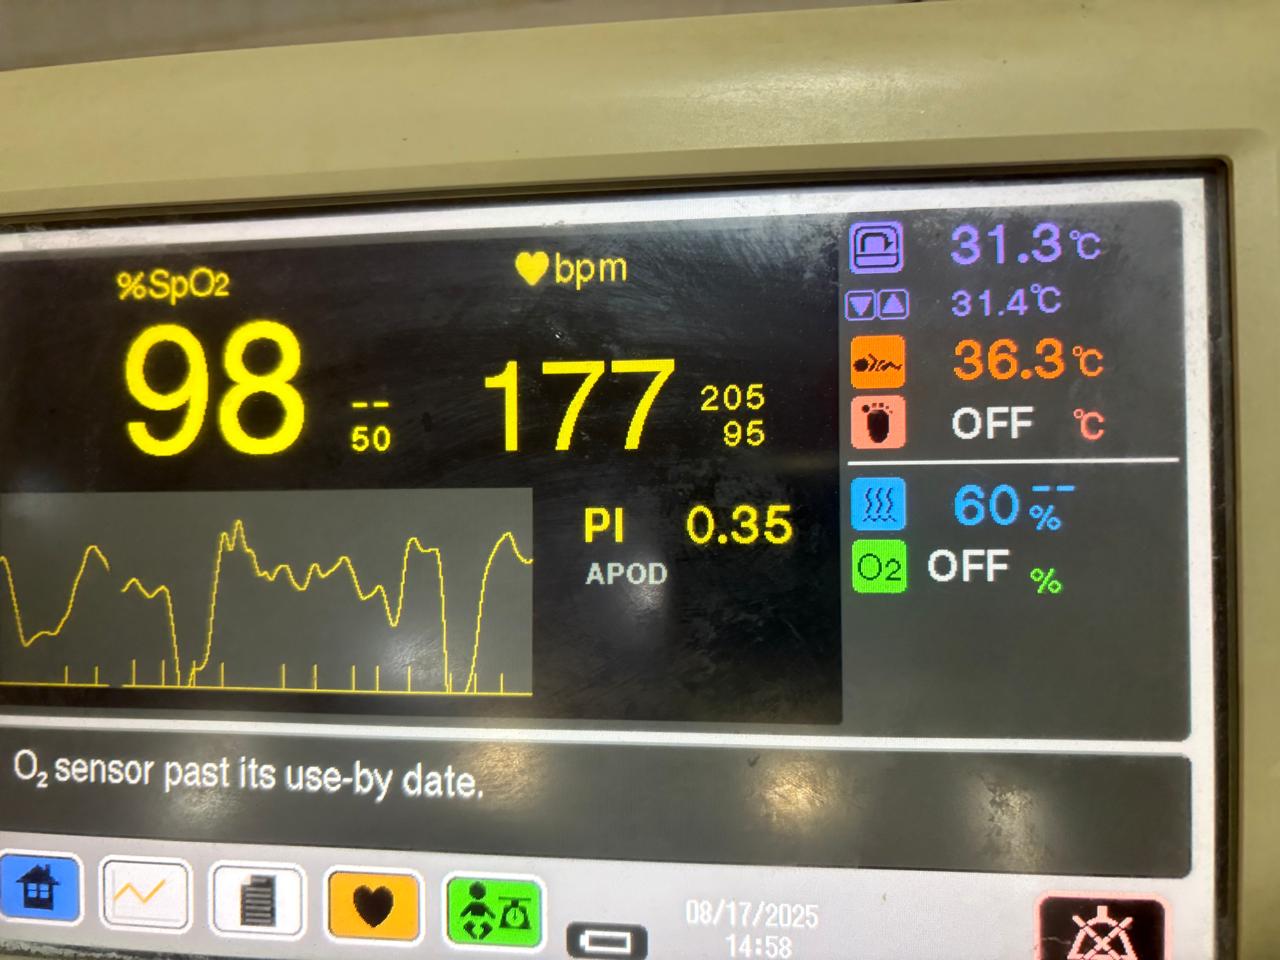 %SpO2
98
--
50
bpm
177
205
95
PI 0.35
APOD
31.3 °C
31.4°C
36.3 °C
OFF °C
60 -- %
O2 OFF %
O2 sensor past its use-by date.
08/17/2025
14:58